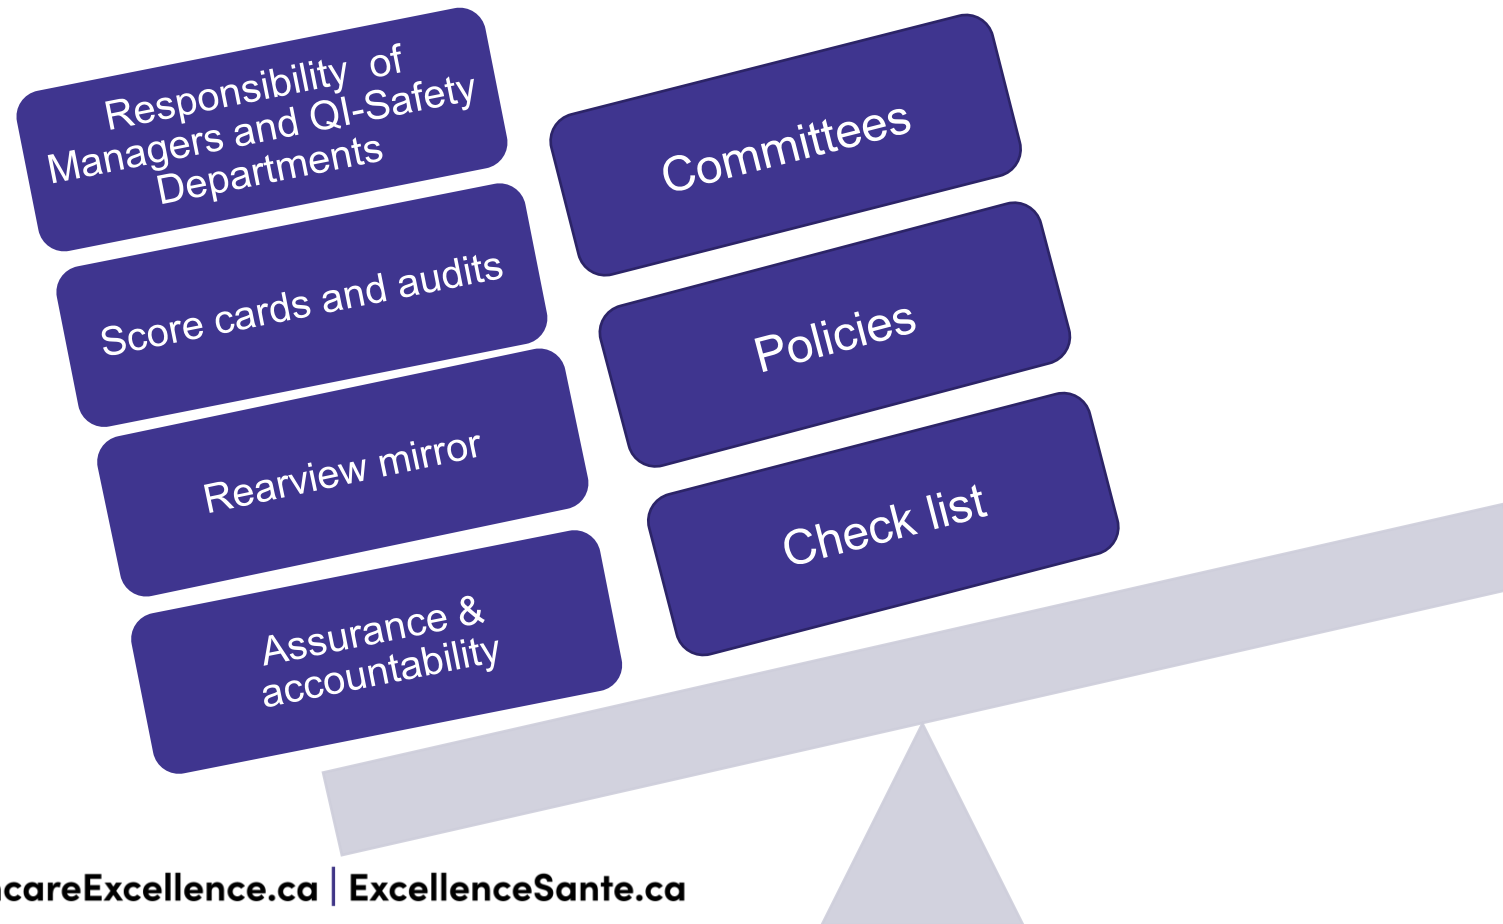 Responsibility of
Managers and QI-Safety
Departments
Score cards and audits
Rearview mirror
Assurance &
accountability
Committees
Policies
Check list
careExcellence.ca | ExcellenceSante.ca